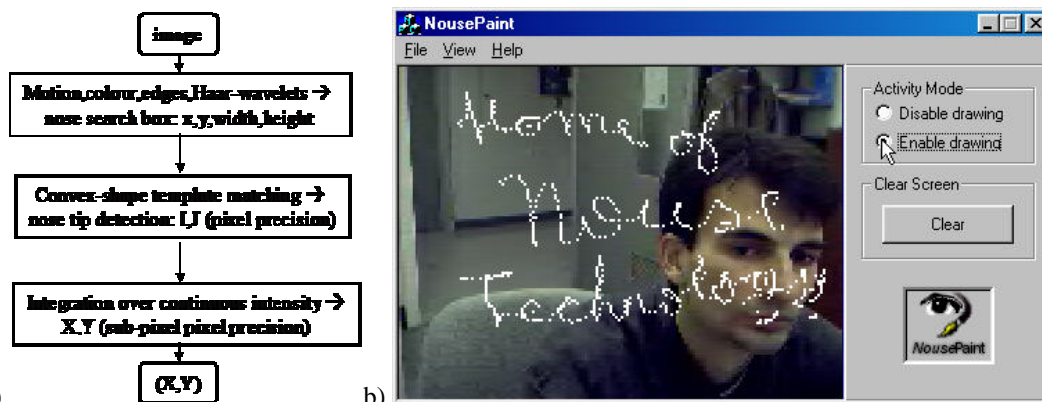 image
Motion,colour,edges,Haar-wavelets →
nose search box: x,y,width,height
Convex-shape template matching →
nose tip detection: I,J (pixel precision)
Integration over continuous intensity →
X,Y (sub-pixel pixel precision)
(X,Y)
)
b)
NousePaint
File View Help
of
Technology
Activity Mode
Disable drawing
Enable drawing
Clear Screen
Clear
NousePaint